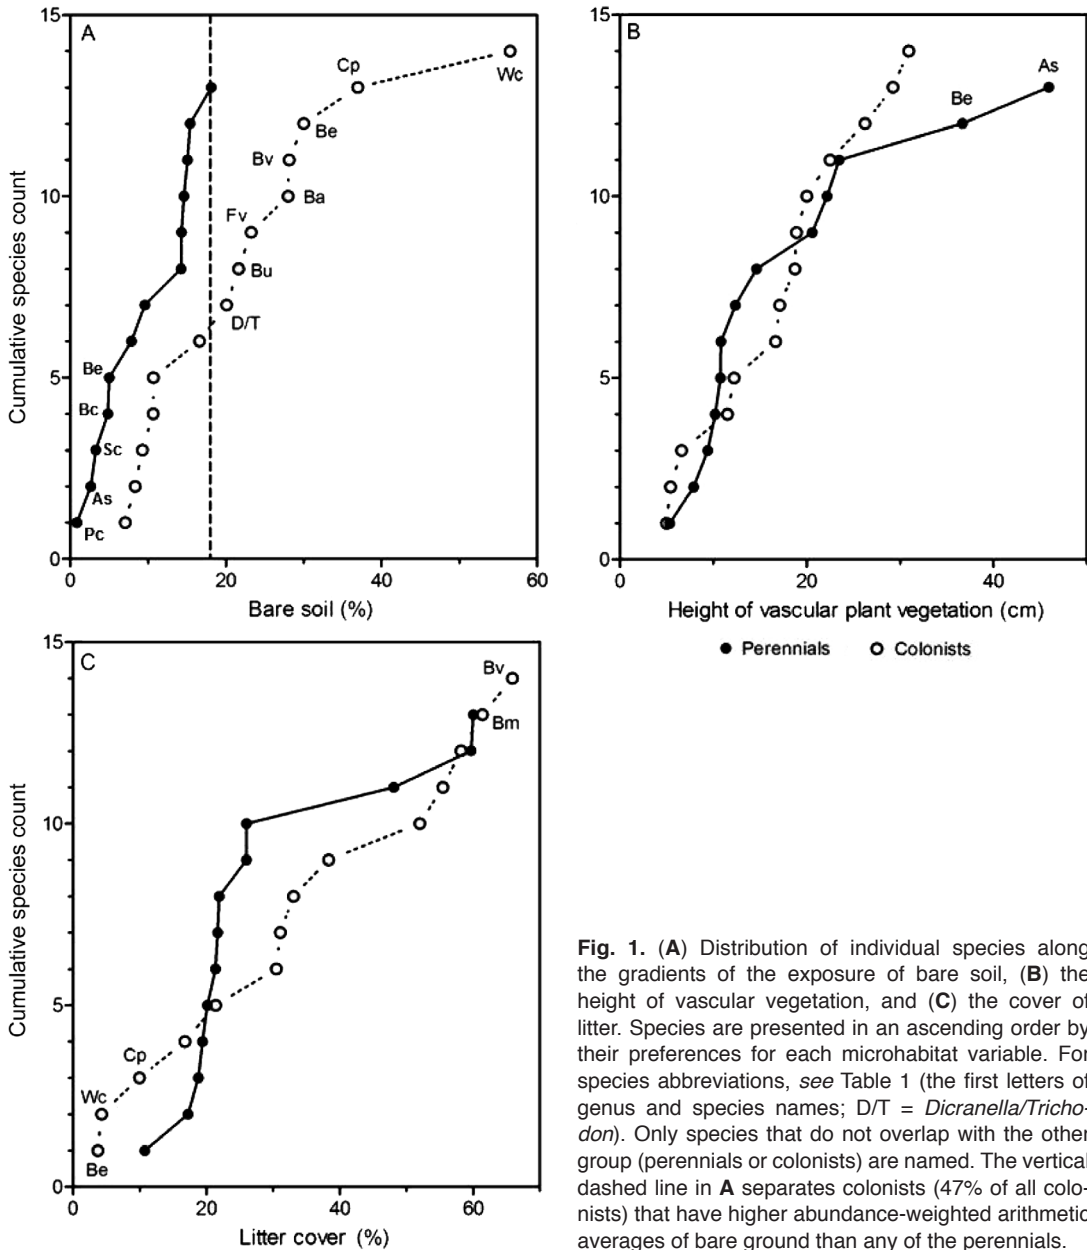 A
15
10
5
0
Cumulative species count
Cp
Wc
Be
Bv
Ba
Fv
Bu
D/T
Be
Bc
Sc
As
Pc
0 20 40 60
Bare soil (%)
B
15
10
5
0
As
Be
0 20 40
Height of vascular plant vegetation (cm)
Perennials Colonists
C
15
10
5
0
Cumulative species count
Bv
Bm
Cp
Wc
Be
0 20 40 60
Litter cover (%)
Fig. 1. (A) Distribution of individual species along
the gradients of the exposure of bare soil, (B) the
height of vascular vegetation, and (C) the cover of
litter. Species are presented in an ascending order by
their preferences for each microhabitat variable. For
species abbreviations, see Table 1 (the first letters of
genus and species names; D/T = Dicranella/Tricho-
don). Only species that do not overlap with the other
group (perennials or colonists) are named. The vertical
dashed line in A separates colonists (47% of all colo-
nists) that have higher abundance-weighted arithmetic
averages of bare ground than any of the perennials.